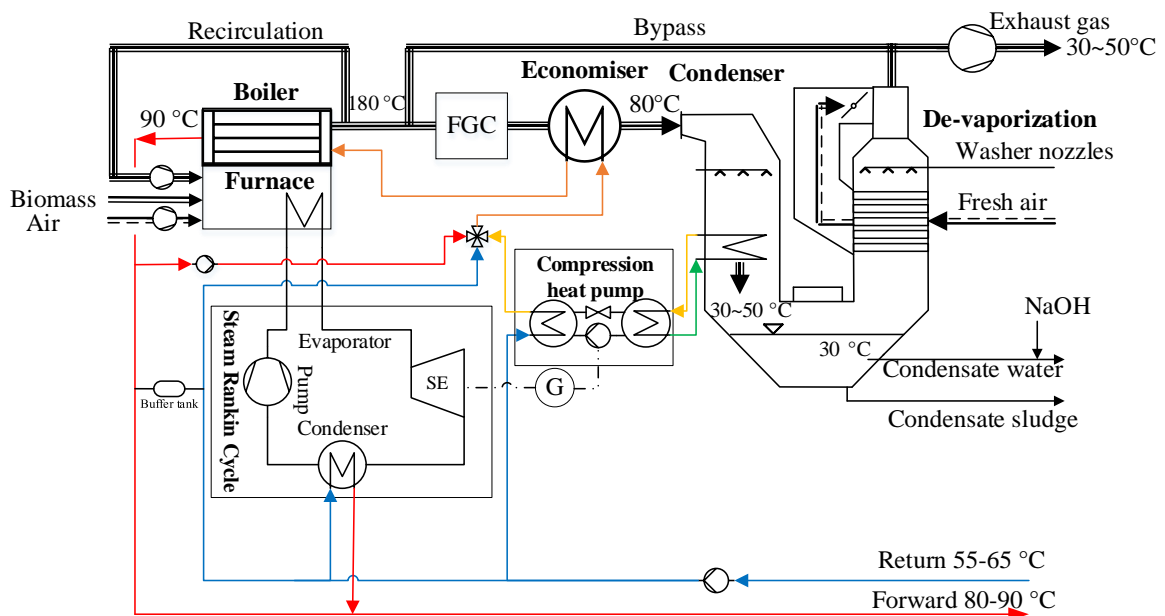 Recirculation
Bypass
Exhaust gas
30~50°C
Boiler
90 °C
180 °C
FGC
Economiser
80°C
Condenser
De-vaporization
Washer nozzles
Furnace
Biomass
Air
Fresh air
Compression
heat pump
30~50 °C
30 °C
NaOH
Condensate water
Condensate sludge
Steam Rankin Cycle
Evaporator
Pump
SE
G
Buffer tank
Condenser
Return 55-65 °C
Forward 80-90 °C